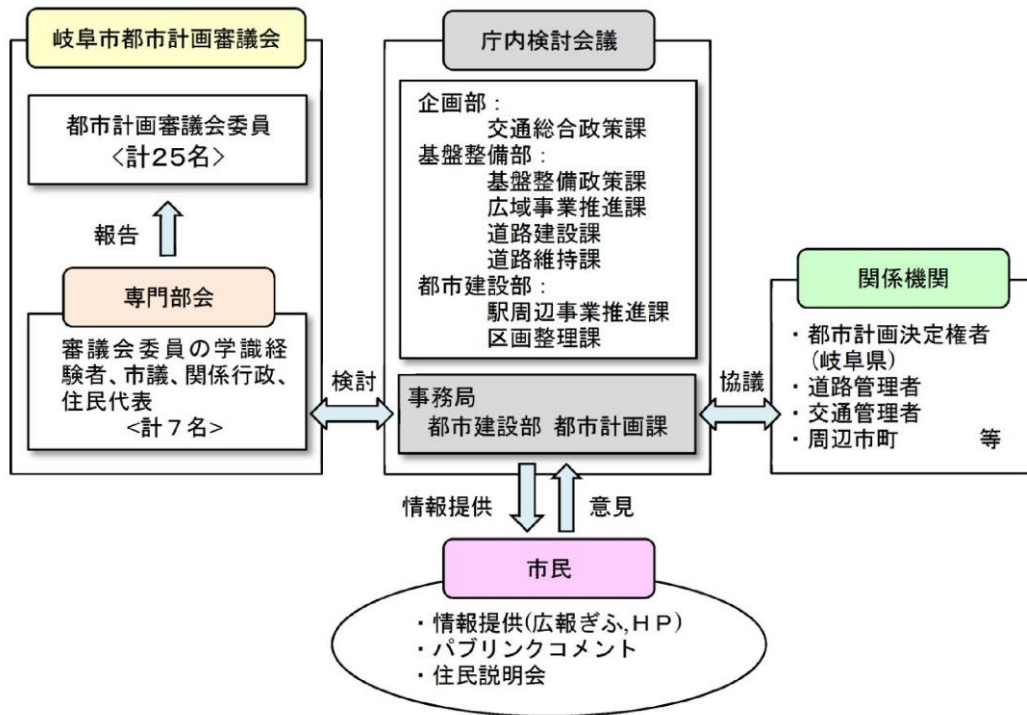 岐阜市都市計画審議会
都市計画審議会委員
<計25名>
報告
専門部会
審議会委員の学識経
験者、市議、関係行政、
住民代表
<計７名>
検討
庁内検討会議
企画部：
交通総合政策課
基盤整備部：
基盤整備政策課
広域事業推進課
道路建設課
道路維持課
都市建設部：
駅周辺事業推進課
区画整理課
事務局
都市建設部 都市計画課
協議
関係機関
・都市計画決定権者
(岐阜県)
・道路管理者
・交通管理者
・周辺市町 等
情報提供
意見
市民
・情報提供(広報ぎふ,ＨＰ)
・パブリンクコメント
・住民説明会